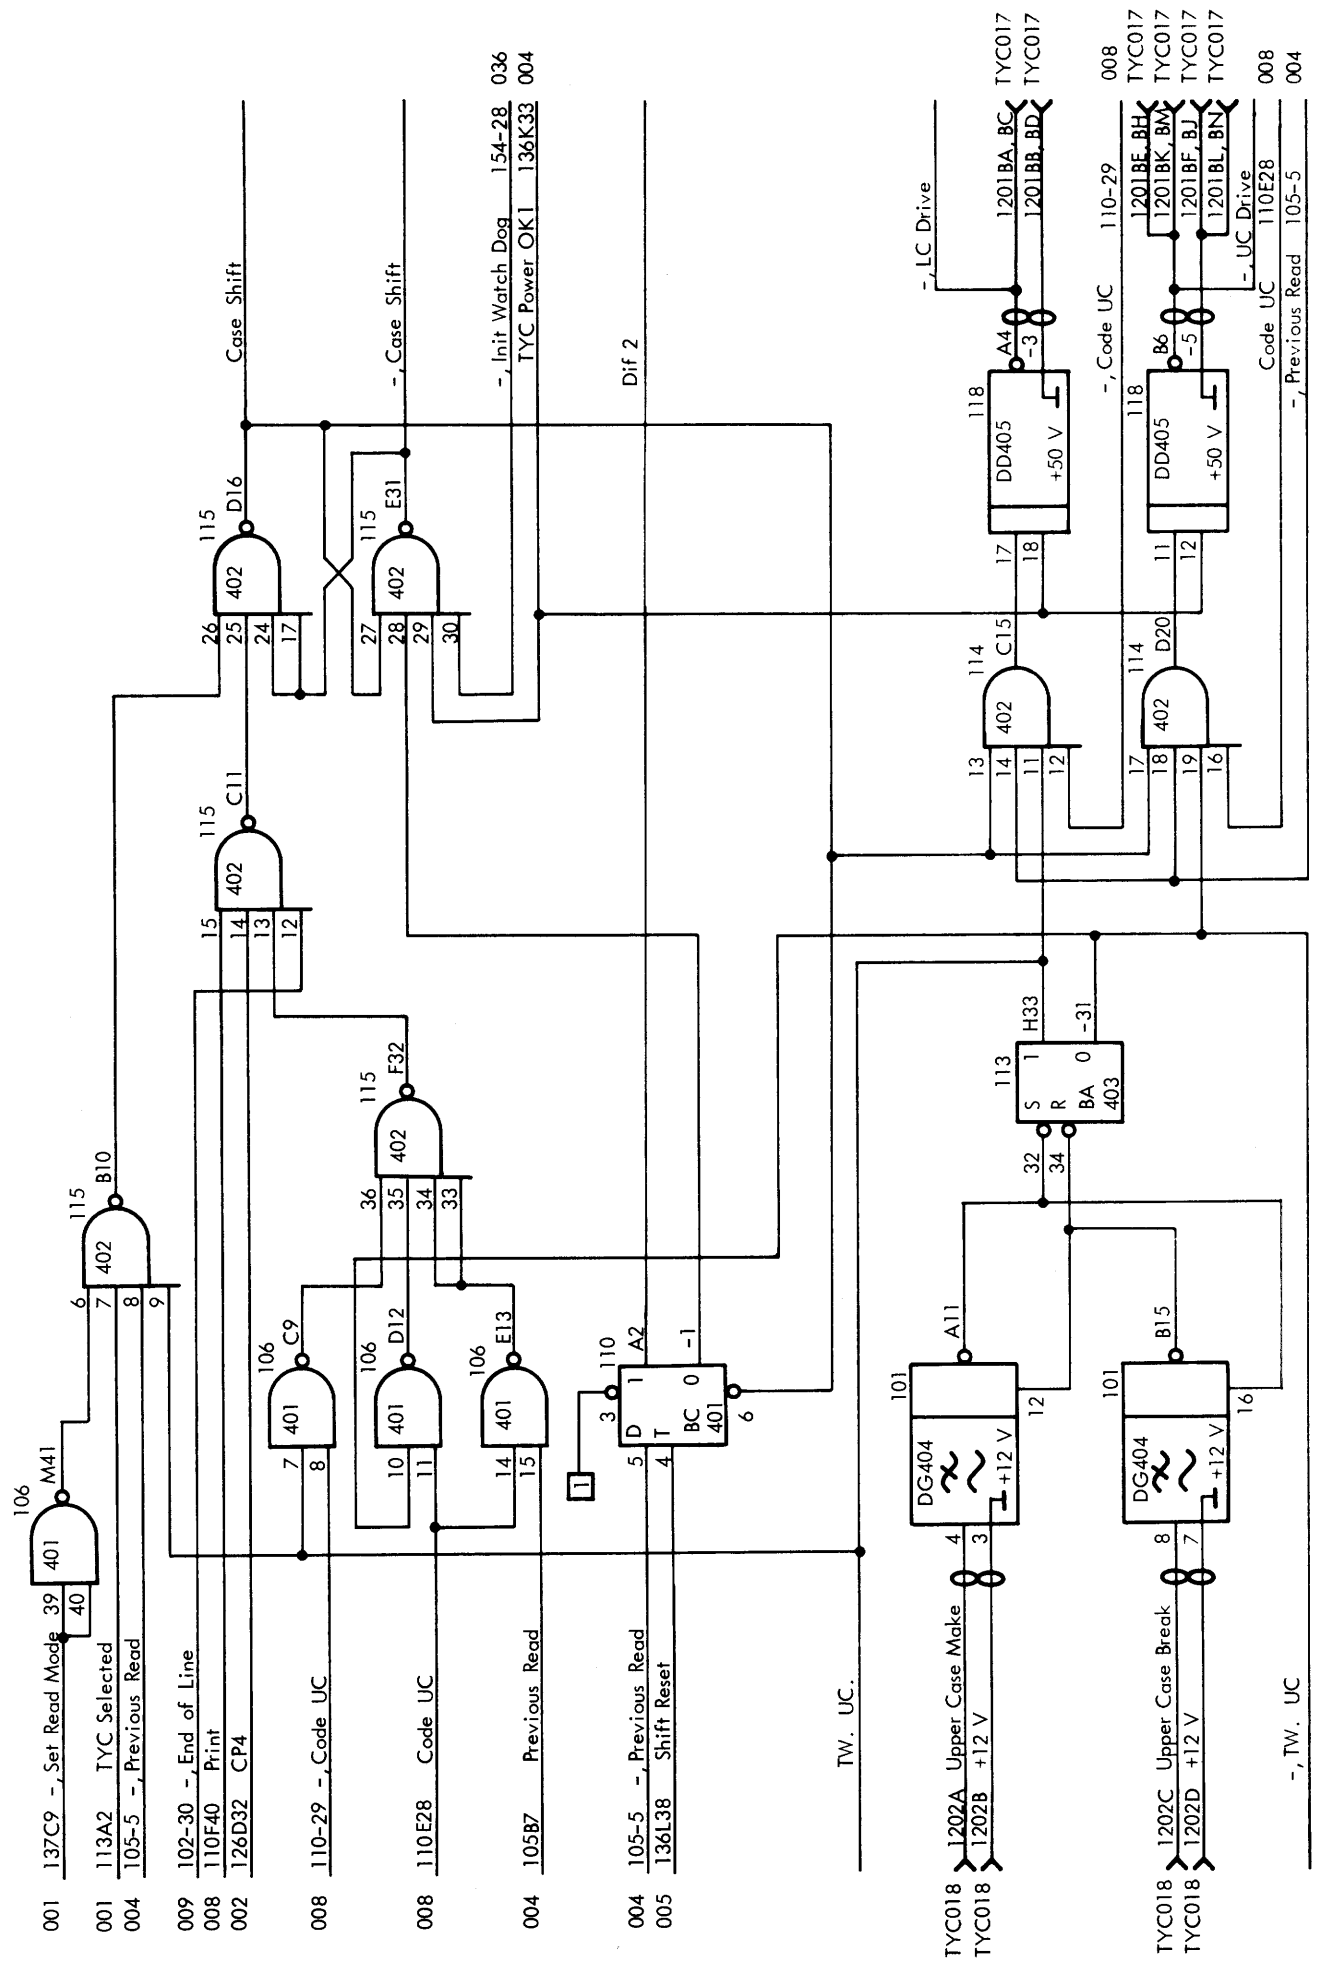 001 137C9 -,Set Read Mode 39
40
401
106
M41
001 113A2 TYC Selected
004 105-5 -,Previous Read
6
7
8
9
402
115
B10
009 102-30 -,End of Line
008 110F40 Print
002 126D32 CP4
15
14
13
12
402
115
C11
26
25
24
17
402
115
D16
Case Shift
008 110-29 -,Code UC
7
8
401
106
C9
008 110E28 Code UC
10
11
401
106
D12
004 105B7 Previous Read
14
15
401
106
E13
36
35
34
33
402
115
F32
27
28
29
30
402
115
E31
-,Case Shift
-,Init Watch Dog 154-28 036
TYC Power OK1 136K33 004
004 105-5 -,Previous Read
005 136L38 Shift Reset
1
3
5
4
D
T
1
0
BC
401
6
110
A2
-1
Dif 2
TW. UC.
TYC018 1202A Upper Case Make
TYC018 1202B +12 V
4
3
DG404
+12 V
101
A11
12
TYC018 1202C Upper Case Break
TYC018 1202D +12 V
8
7
DG404
+12 V
101
B15
16
-,TW. UC
32
34
S
R
1
0
BA
403
113
H33
-31
13
14
11
12
402
114
C15
17
18
DD405
+50 V
118
A4
-3
-,LC Drive
1201BA,BC TYC017
1201BB,BD TYC017
-,Code UC 110-29 008
17
18
19
16
402
114
D20
11
12
DD405
+50 V
118
B6
-5
1201BE,BH TYC017
1201BK,BM TYC017
1201BF,BJ TYC017
1201BL,BN TYC017
-,UC Drive
Code UC 110E28 008
-,Previous Read 105-5 004